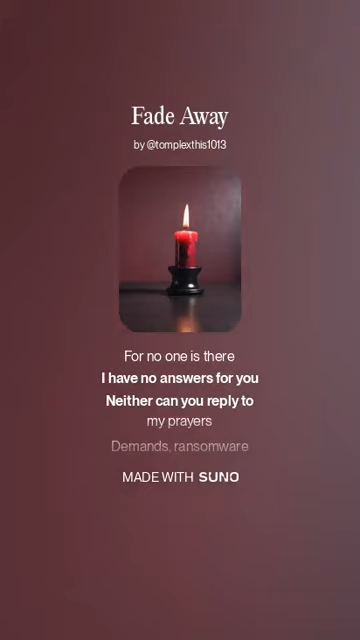 Fade Away
by @tomplexthis1013
For no one is there
I have no answers for you
Neither can you reply to
my prayers
Demands, ransomware
MADE WITH SUNO